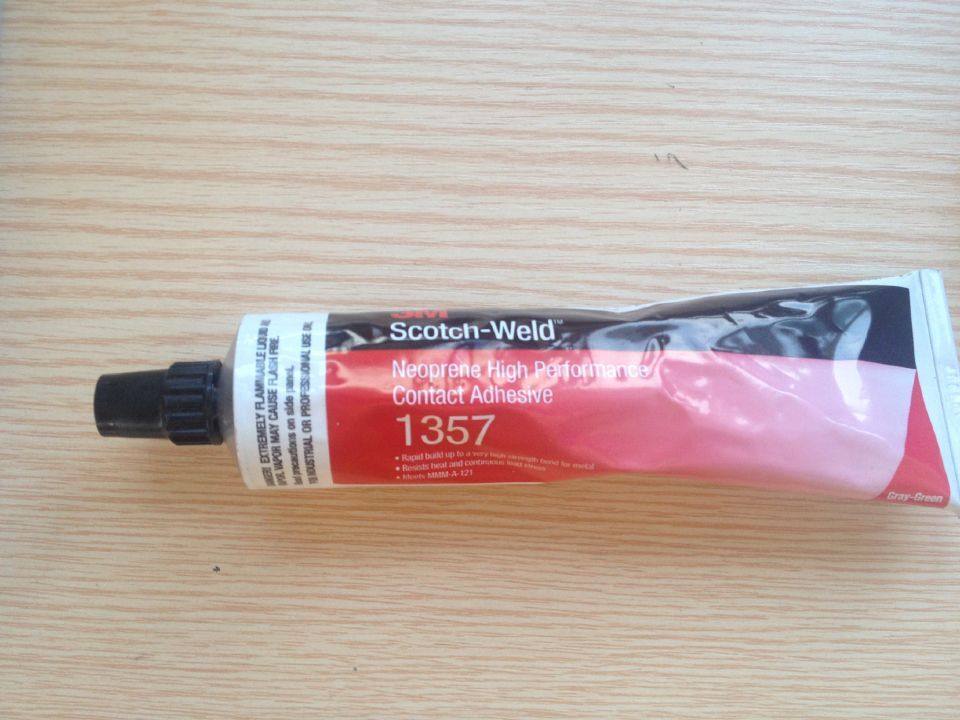 3M
Scotch-Weld™
Neoprene High Performance
Contact Adhesive
1357
• Rapid build up to a very high strength bond for metal
• Resists heat and continuous load stress
• Meets MMM-A-121
Gray-Green
EXTREMELY FLAMMABLE LIQUID
VAPOR MAY CAUSE FLASH FIRE.
precautions on side panel.
INDUSTRIAL OR PROFESSIONAL USE